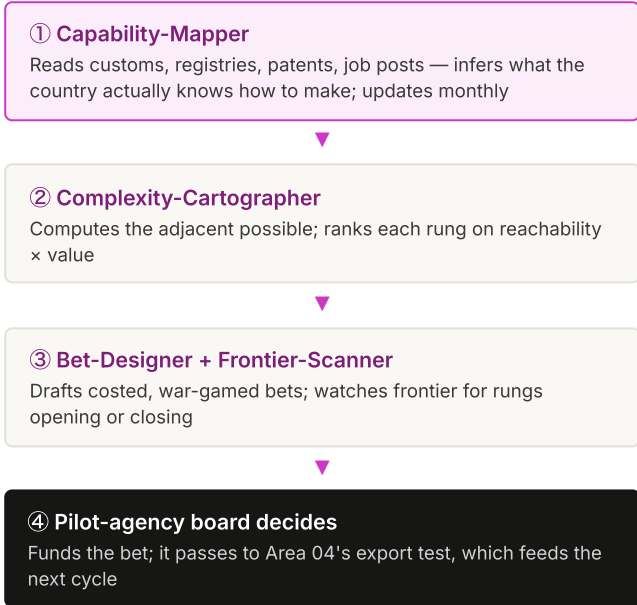 ① Capability-Mapper
Reads customs, registries, patents, job posts — infers what the
country actually knows how to make; updates monthly
② Complexity-Cartographer
Computes the adjacent possible; ranks each rung on reachability
× value
③ Bet-Designer + Frontier-Scanner
Drafts costed, war-gamed bets; watches frontier for rungs
opening or closing
④ Pilot-agency board decides
Funds the bet; it passes to Area 04's export test, which feeds the
next cycle